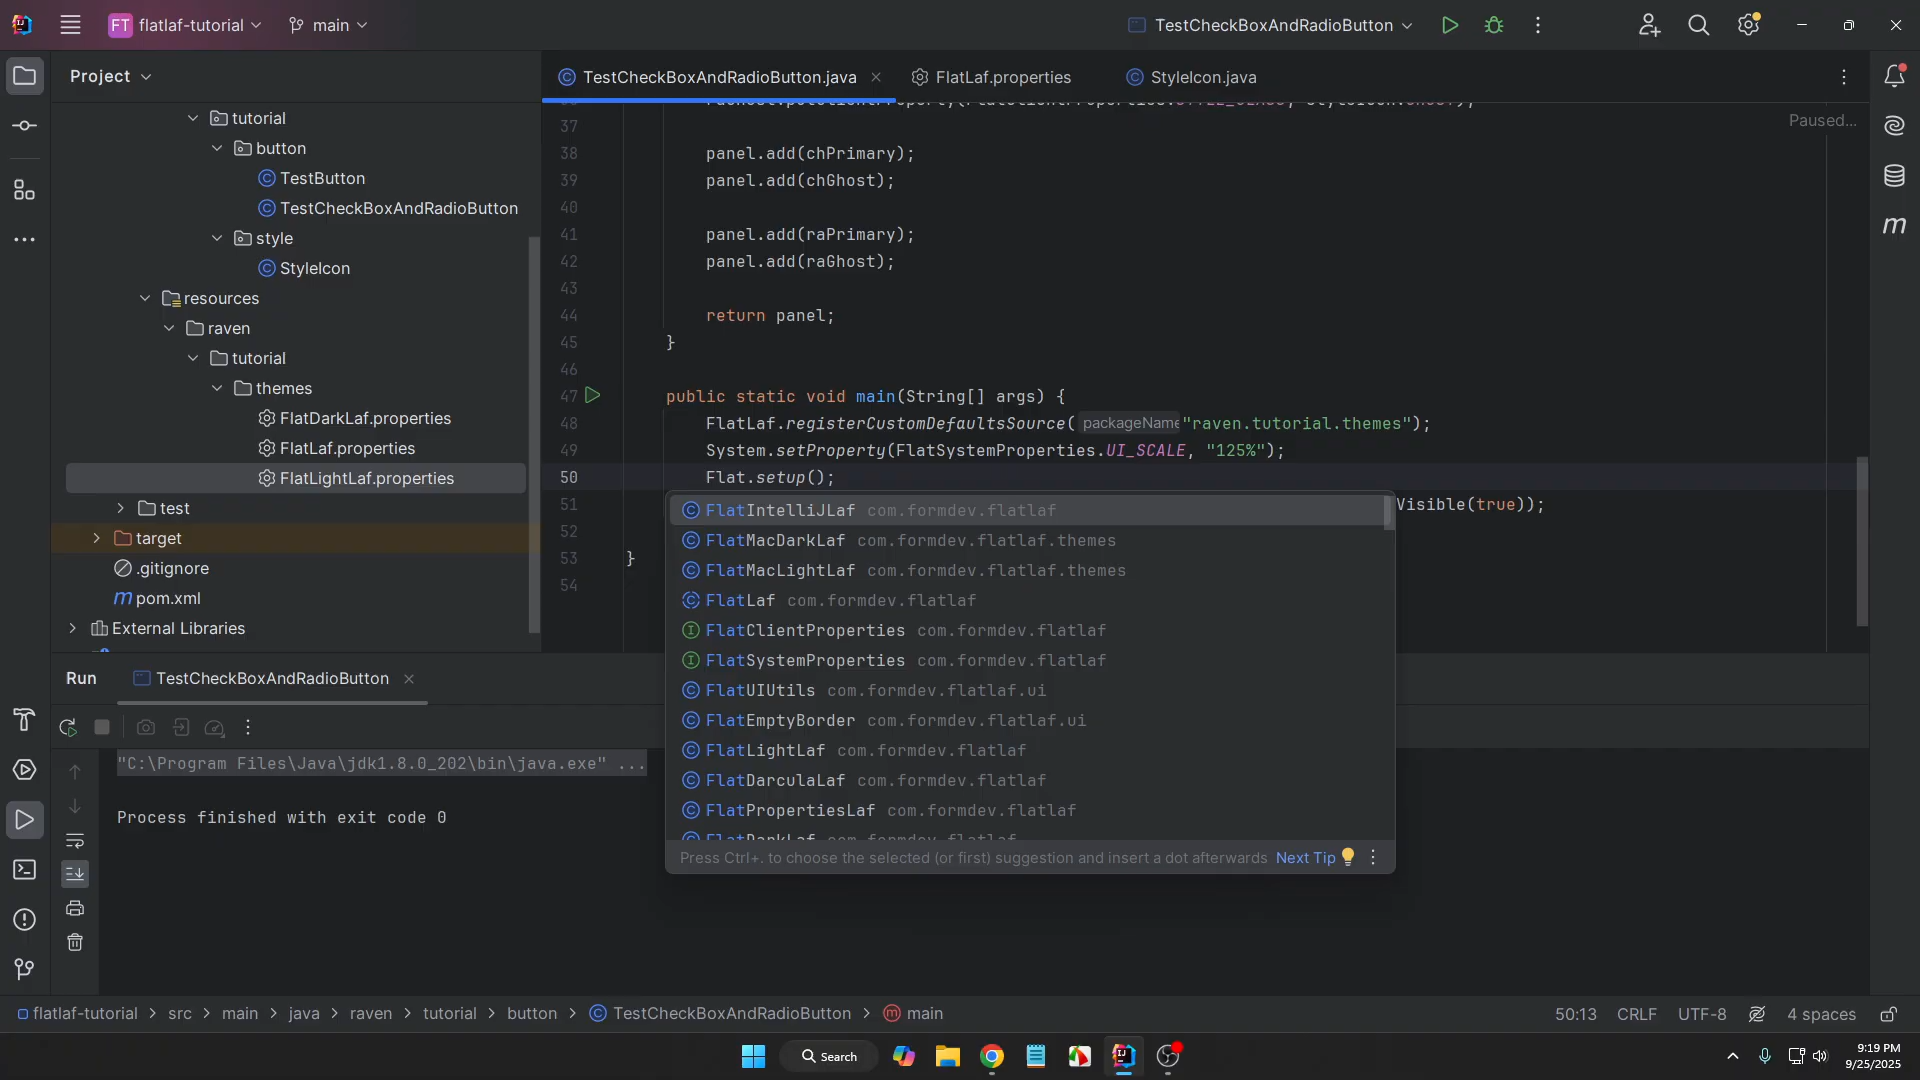 FT flatlaf-tutorial
main
TestCheckBoxAndRadioButton
Project
tutorial
button
TestButton
TestCheckBoxAndRadioButton
style
StyleIcon
resources
raven
tutorial
themes
FlatDarkLaf.properties
FlatLaf.properties
FlatLightLaf.properties
test
target
.gitignore
pom.xml
External Libraries
TestCheckBoxAndRadioButton.java
FlatLaf.properties
StyleIcon.java
Paused...
37
38 panel.add(chPrimary);
39 panel.add(chGhost);
40
41 panel.add(raPrimary);
42 panel.add(raGhost);
43
44 return panel;
45 }
46
47 public static void main(String[] args) {
48 FlatLaf.registerCustomDefaultsSource( packageName "raven.tutorial.themes");
49 System.setProperty(FlatSystemProperties.UI_SCALE, "125%");
50 Flat.setup();
51 Visible(true));
52
53 }
54
FlatIntelliJLaf com.formdev.flatlaf
FlatMacDarkLaf com.formdev.flatlaf.themes
FlatMacLightLaf com.formdev.flatlaf.themes
FlatLaf com.formdev.flatlaf
FlatClientProperties com.formdev.flatlaf
FlatSystemProperties com.formdev.flatlaf
FlatUIUtils com.formdev.flatlaf.ui
FlatEmptyBorder com.formdev.flatlaf.ui
FlatLightLaf com.formdev.flatlaf
FlatDarculaLaf com.formdev.flatlaf
FlatPropertiesLaf com.formdev.flatlaf
FlatDarkLaf com.formdev.flatlaf
Press Ctrl+. to choose the selected (or first) suggestion and insert a dot afterwards Next Tip
Run TestCheckBoxAndRadioButton
"C:\Program Files\Java\jdk1.8.0_202\bin\java.exe" ...
Process finished with exit code 0
flatlaf-tutorial > src > main > java > raven > tutorial > button > TestCheckBoxAndRadioButton > main
50:13 CRLF UTF-8 4 spaces
Search
9:19 PM
9/25/2025